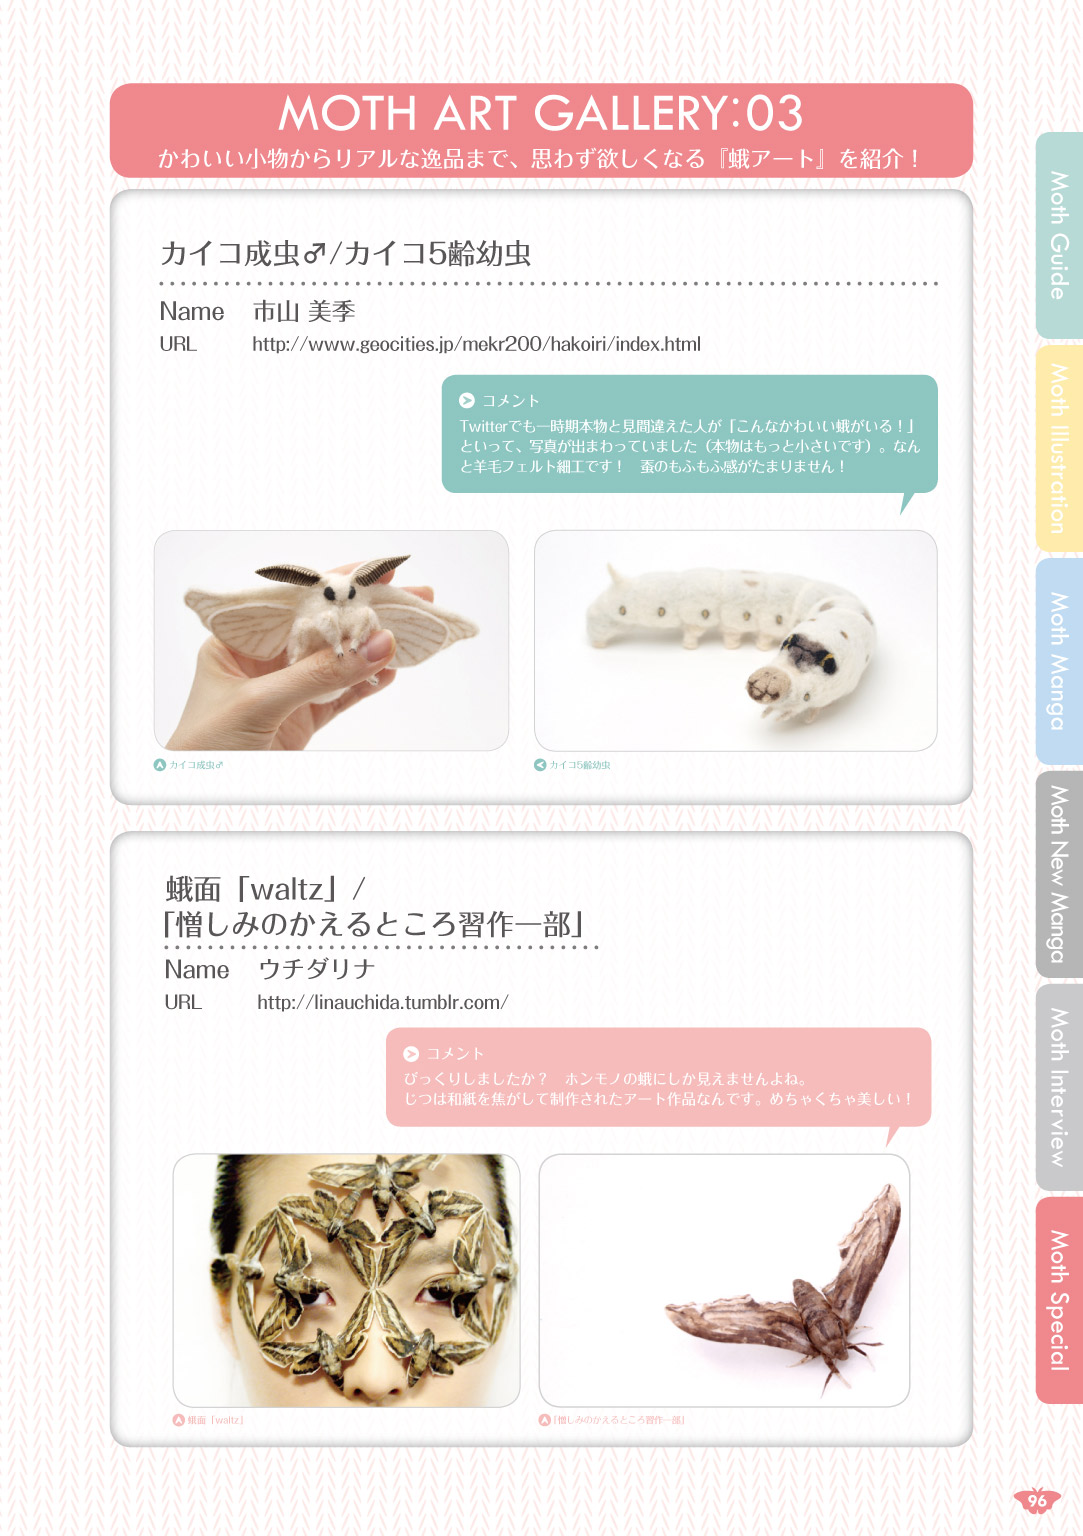 MOTH ART GALLERY:03
かわいい小物からリアルな逸品まで、思わず欲しくなる『蛾アート』を紹介！
カイコ成虫♂/カイコ5齢幼虫
Name 市山 美季
URL http://www.geocities.jp/mekr200/hakoiri/index.html
コメント
Twitterでも一時期本物と見間違えた人が「こんなかわいい蛾がいる！」
といって、写真が出まわっていました（本物はもっと小さいです）。なん
と羊毛フェルト細工です！　蚕のもふもふ感がたまりません！
カイコ成虫♂
カイコ5齢幼虫
蛾面「waltz」/
「憎しみのかえるところ習作一部」
Name ウチダリナ
URL http://linauchida.tumblr.com/
コメント
びっくりしましたか？　ホンモノの蛾にしか見えませんよね。
じつは和紙を焦がして制作されたアート作品なんです。めちゃくちゃ美しい！
蛾面「waltz」
「憎しみのかえるところ習作一部」
Moth Guide
Moth Illustration
Moth Manga
Moth New Manga
Moth Interview
Moth Special
96